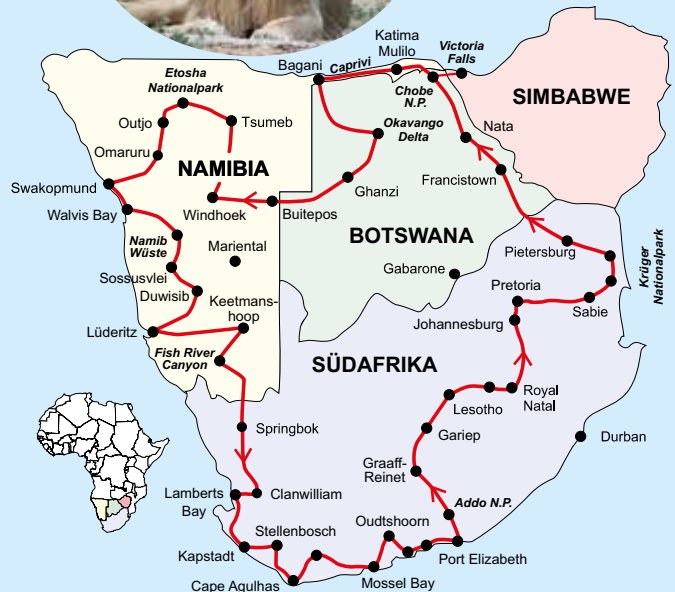 Katima
Mulilo
Victoria
Falls
Bagani
Caprivi
Etosha
Nationalpark
Chobe
N.P.
SIMBABWE
Outjo
Tsumeb
Okavango
Delta
Nata
Omaruru
NAMIBIA
Swakopmund
Ghanzi
Francistown
Walvis Bay
Windhoek
Buitepos
BOTSWANA
Namib
Wüste
Mariental
Pietersburg
Krüger
Nationalpark
Sossusvlei
Gabarone
Duwisib
Pretoria
Keetmans-
hoop
Sabie
Lüderitz
Johannesburg
Fish River
Canyon
SÜDAFRIKA
Royal
Natal
Lesotho
Springbok
Gariep
Durban
Graaff-
Reinet
Lamberts
Bay
Clanwilliam
Addo N.P.
Stellenbosch
Oudtshoorn
Kapstadt
Port Elizabeth
Cape Agulhas
Mossel Bay